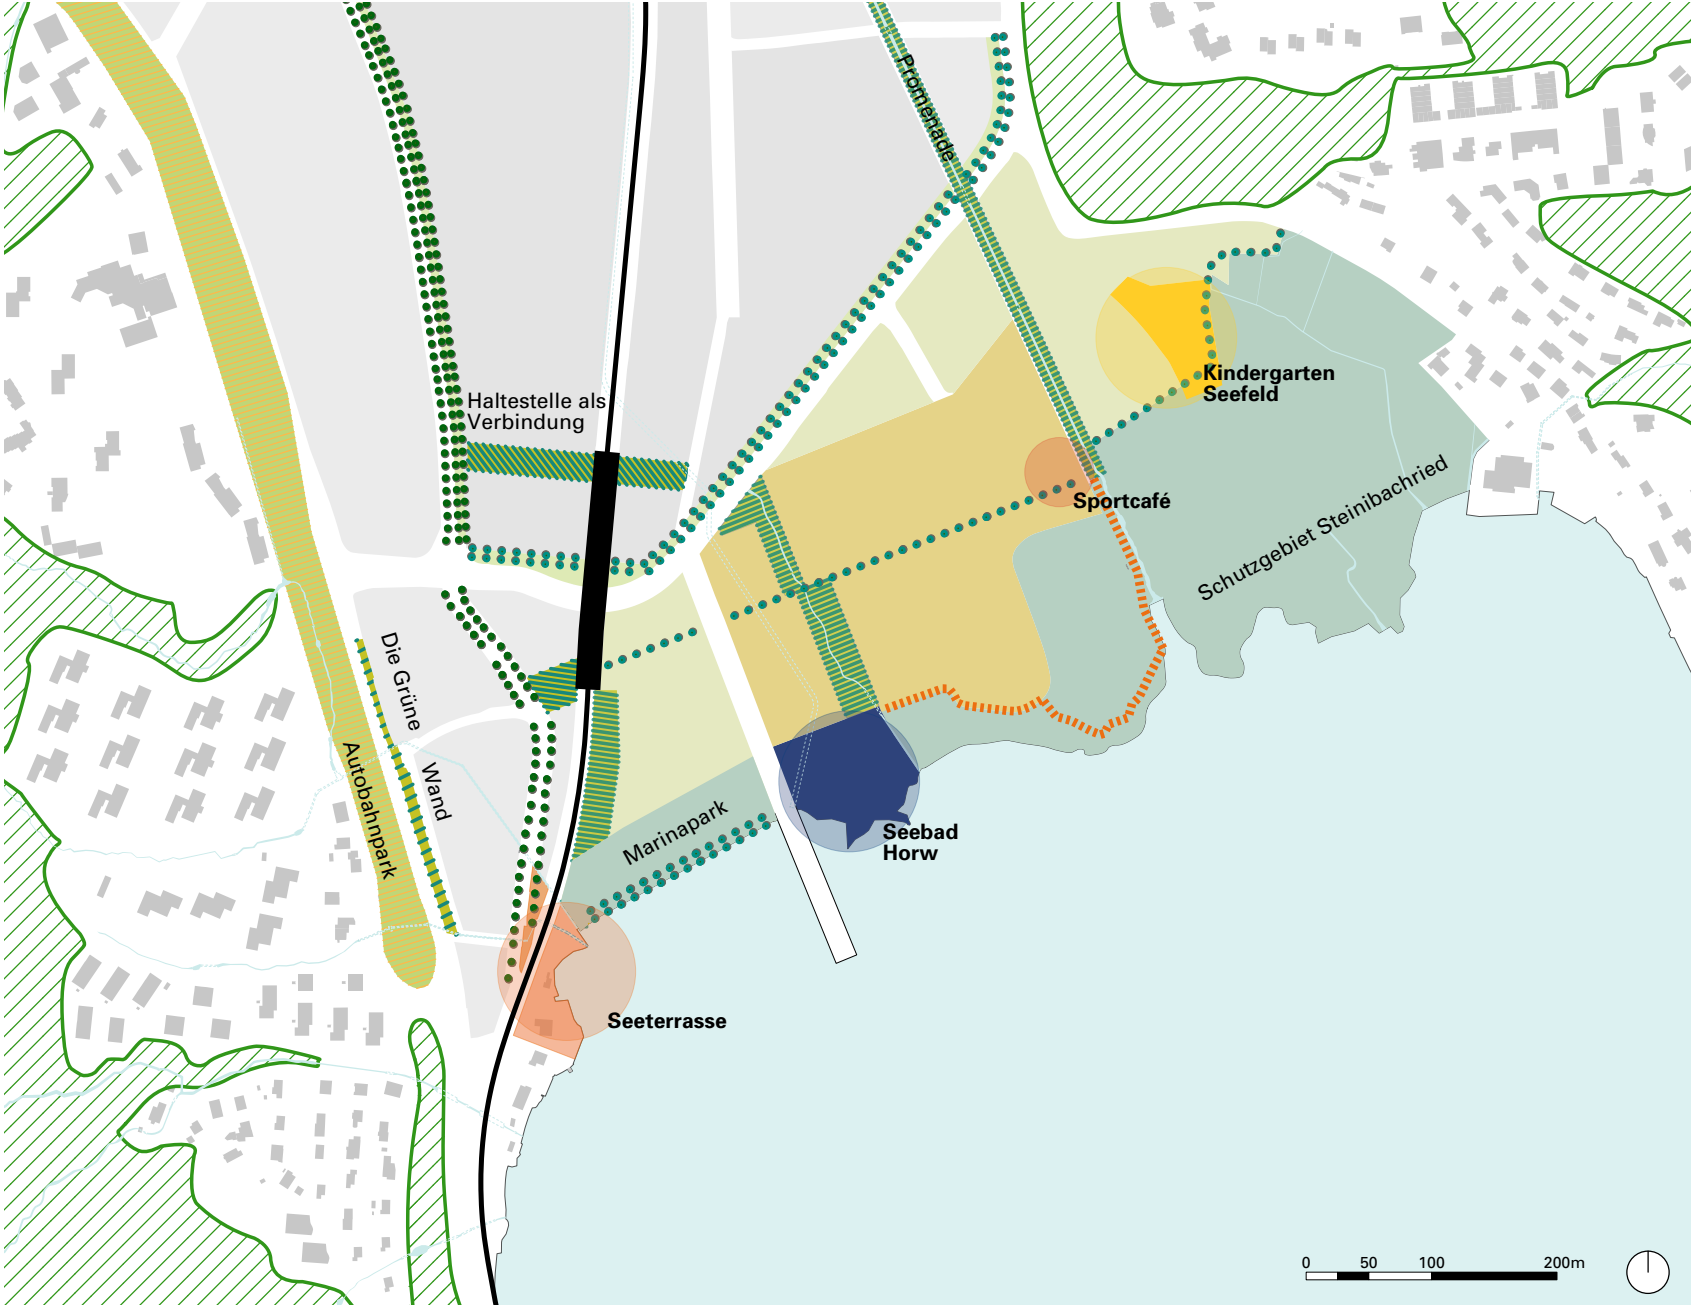 Promenade
Haltestelle als
Verbindung
Kindergarten
Seefeld
Sportcafé
Schutzgebiet Steinibachried
Die Grüne
Wand
Autobahnpark
Marinapark
Seebad
Horw
Seeterrasse
0 50 100 200m